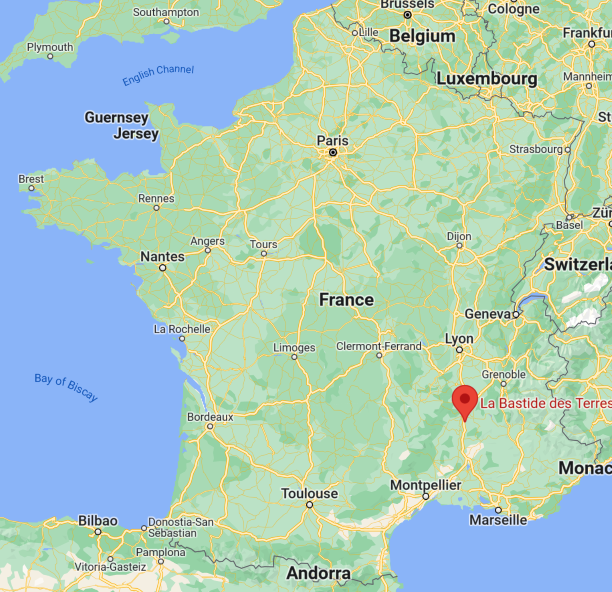 Brussels
Southampton
Cologne
Plymouth
Lille
Belgium
Frankfu
English Channel
Luxembourg
Mannheim
Guernsey
Jersey
St
Paris
Strasbourg
Brest
Rennes
Zür
Basel
Angers
Tours
Dijon
Nantes
Switzerla
France
Geneva
La Rochelle
Lyon
Limoges
Clermont-Ferrand
Grenoble
Bay of Biscay
La Bastide des Terres
Bordeaux
Monac
Montpellier
Toulouse
Marseille
Bilbao
Donostia-San
Sebastian
Pamplona
Vitoria-Gasteiz
Andorra